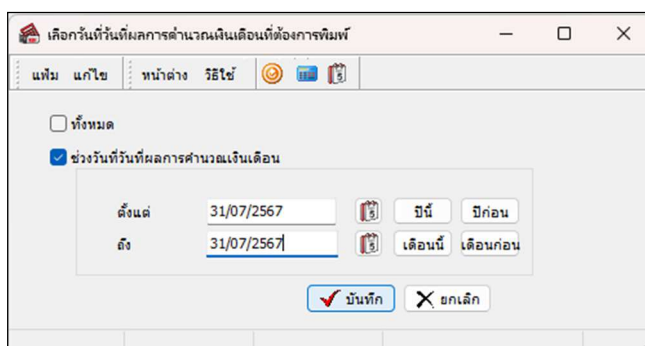 เลือกวันที่วันที่ผลการคำนวณเงินเดือนที่ต้องการพิมพ์
แฟ้ม แก้ไข หน้าต่าง วิธีใช้ 5
ทั้งหมด
ช่วงวันที่วันที่ผลการคำนวณเงินเดือน
ตั้งแต่ 31/07/2567 5 ปีนี้ ปีก่อน
ถึง 31/07/2567 5 เดือนนี้ เดือนก่อน
บันทึก ยกเลิก